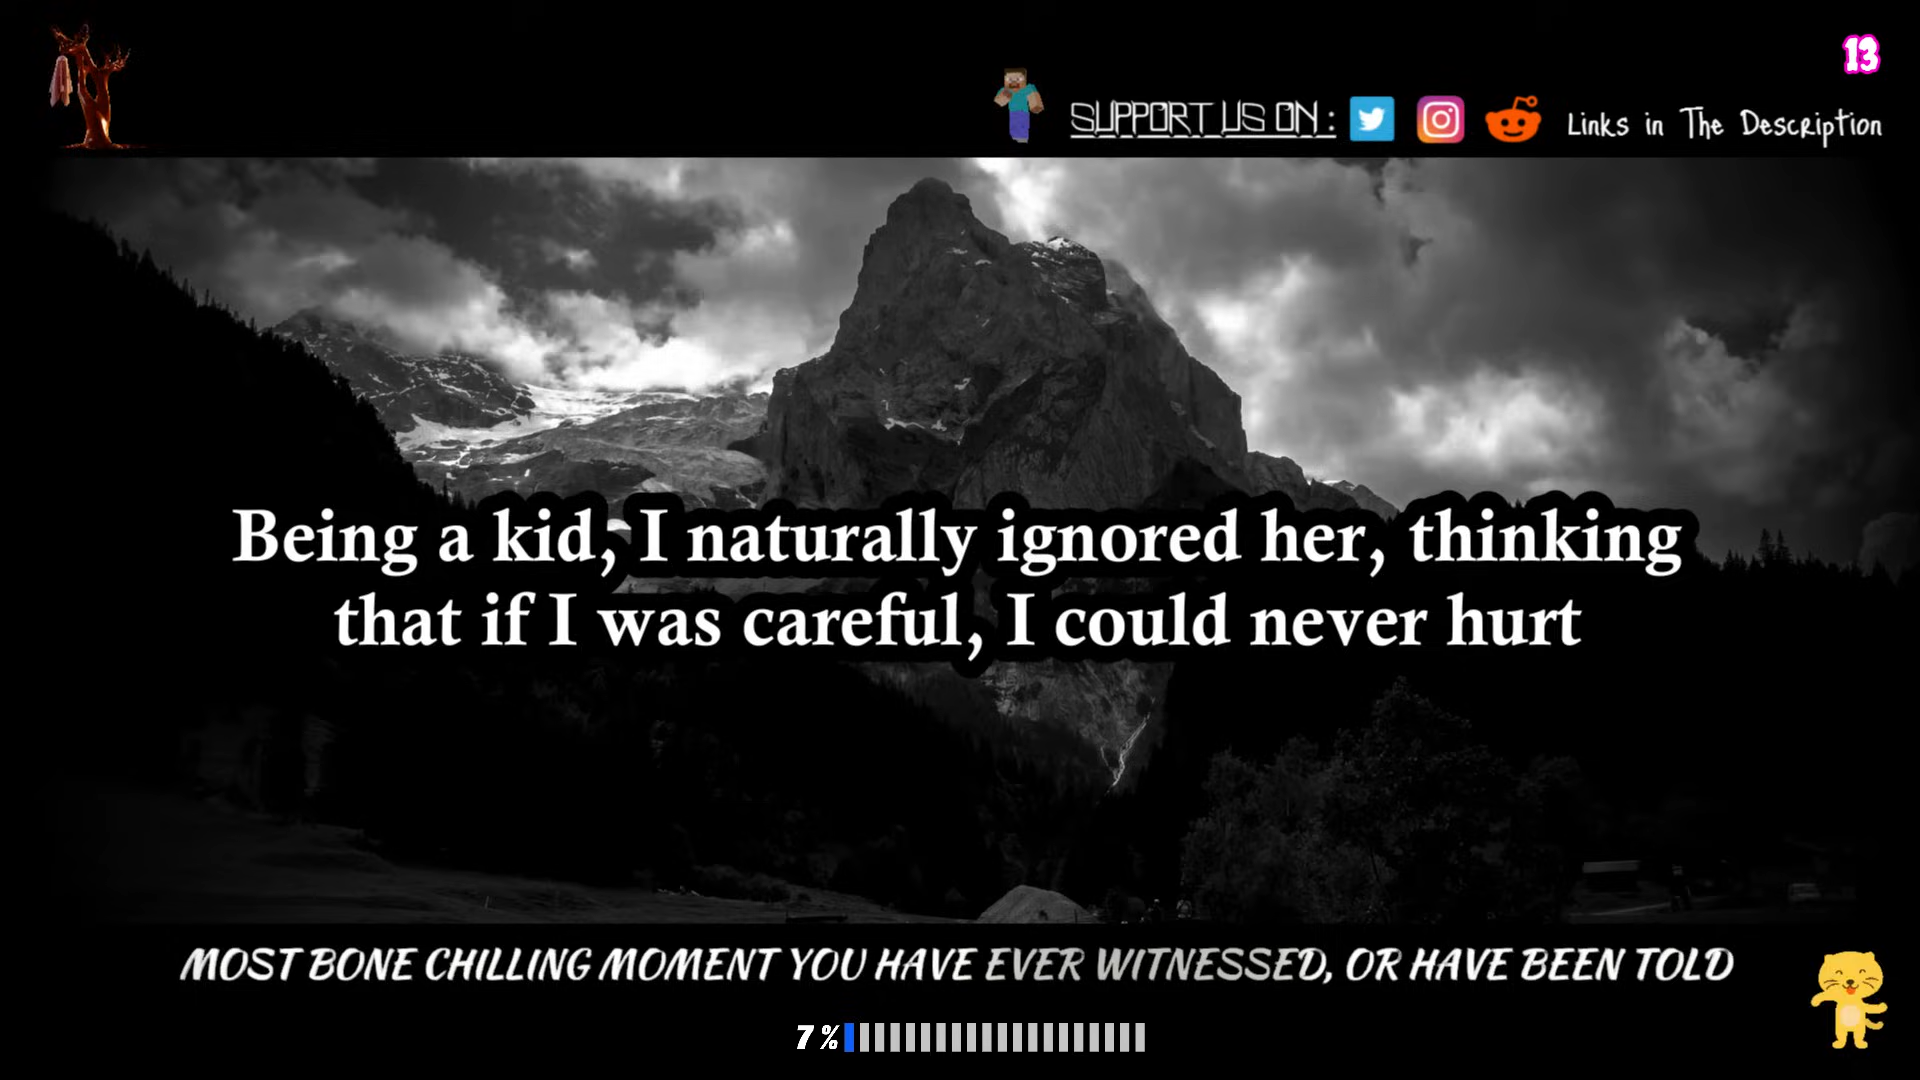 13
SUPPORT US ON :
Links in The Description
Being a kid, I naturally ignored her, thinking
that if I was careful, I could never hurt
MOST BONE CHILLING MOMENT YOU HAVE EVER WITNESSED, OR HAVE BEEN TOLD
7%